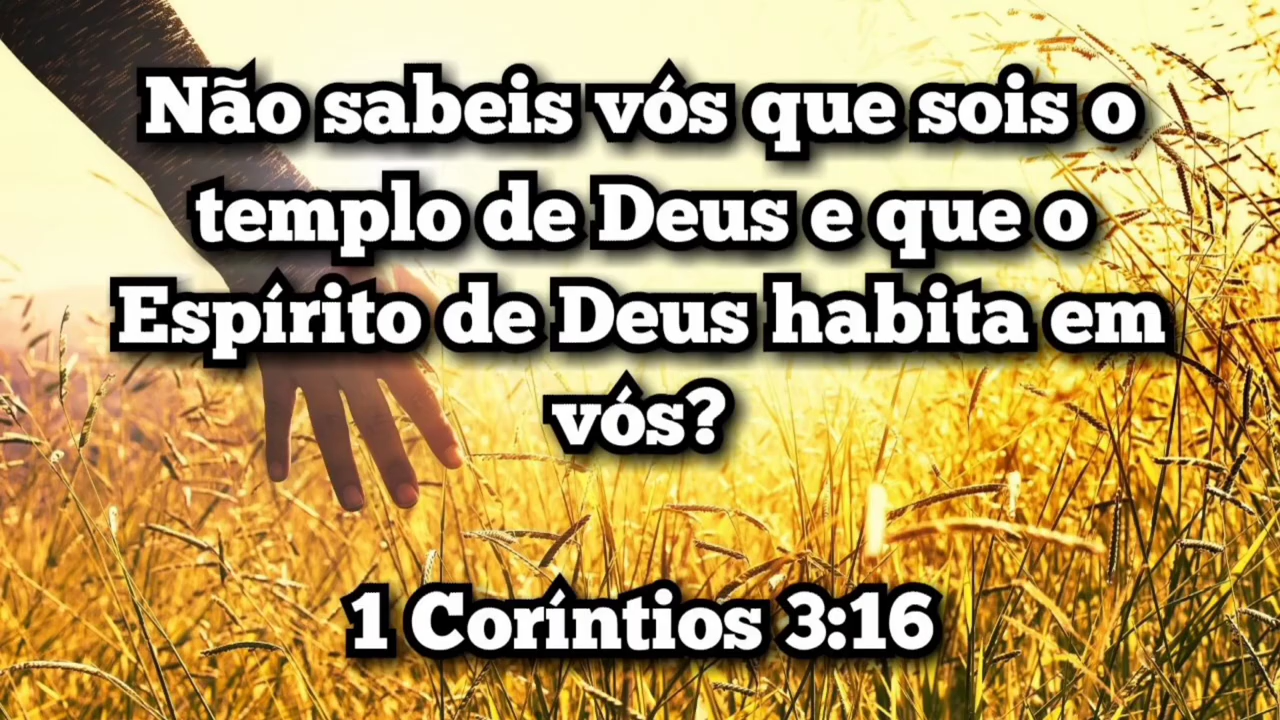 Não sabeis vós que sois o
templo de Deus e que o
Espírito de Deus habita em
vós?
1 Coríntios 3:16